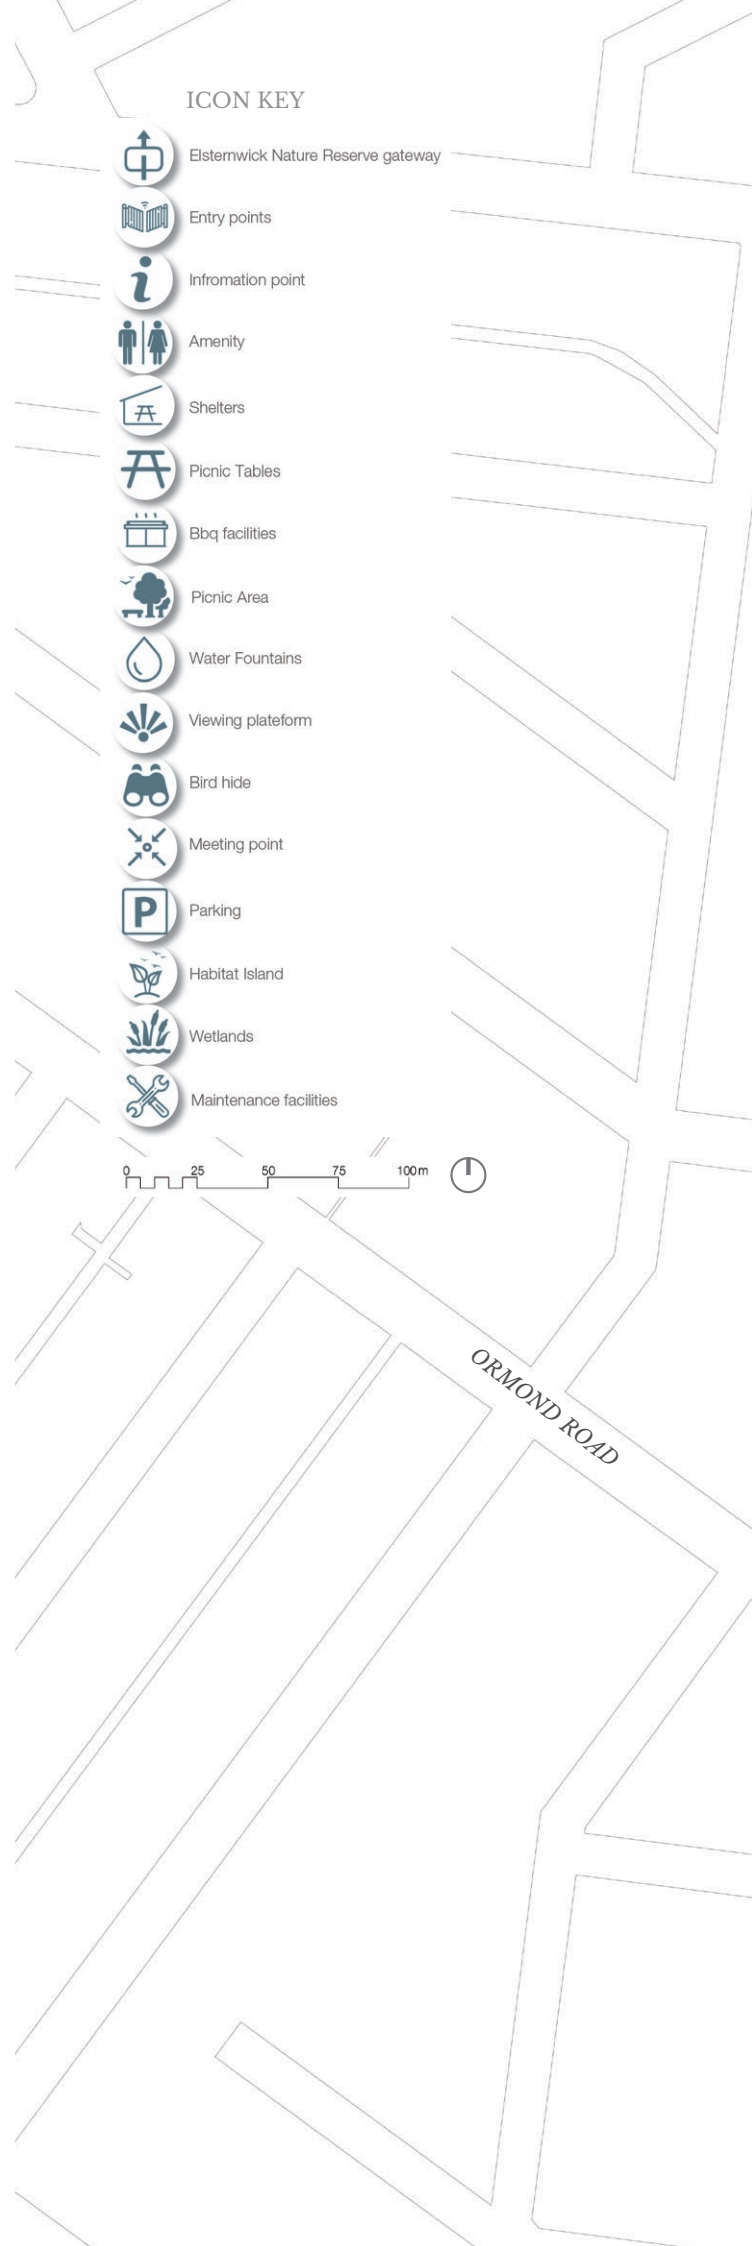 ICON KEY
Elsternwick Nature Reserve gateway
Entry points
Infromation point
Amenity
Shelters
Picnic Tables
Bbq facilities
Picnic Area
Water Fountains
Viewing plateform
Bird hide
Meeting point
P Parking
Habitat Island
Wetlands
Maintenance facilities
0 25 50 75 100m
ORMOND ROAD